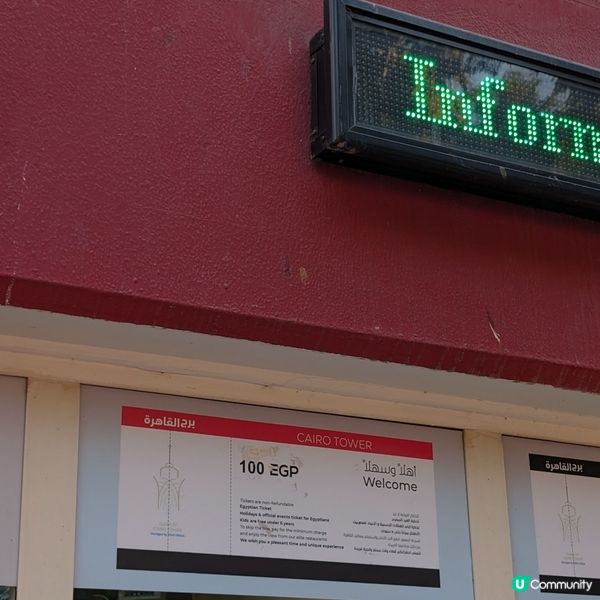 Inform
برج القاهرة
CAIRO TOWER
100 EGP
أهلاً وسهلاً
Welcome
Tickets are non-Refundable
Egyptian Ticket
Holidays & official events ticket for Egyptians
Kids are free under 6 years
To skip the line pay for the minimum charge
and enjoy the view from our elite restaurants
We wish you a pleasant time and unique experience
برج القاهرة
U Community